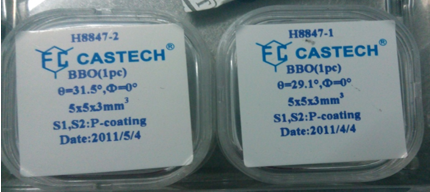 H8847-2
CASTECH®
BBO(1pc)
θ=31.5°,Φ=0°
5x5x3mm³
S1,S2:P-coating
Date:2011/5/4
H8847-1
CASTECH®
BBO(1pc)
θ=29.1°,Φ=0°
5x5x3mm³
S1,S2:P-coating
Date:2011/4/4